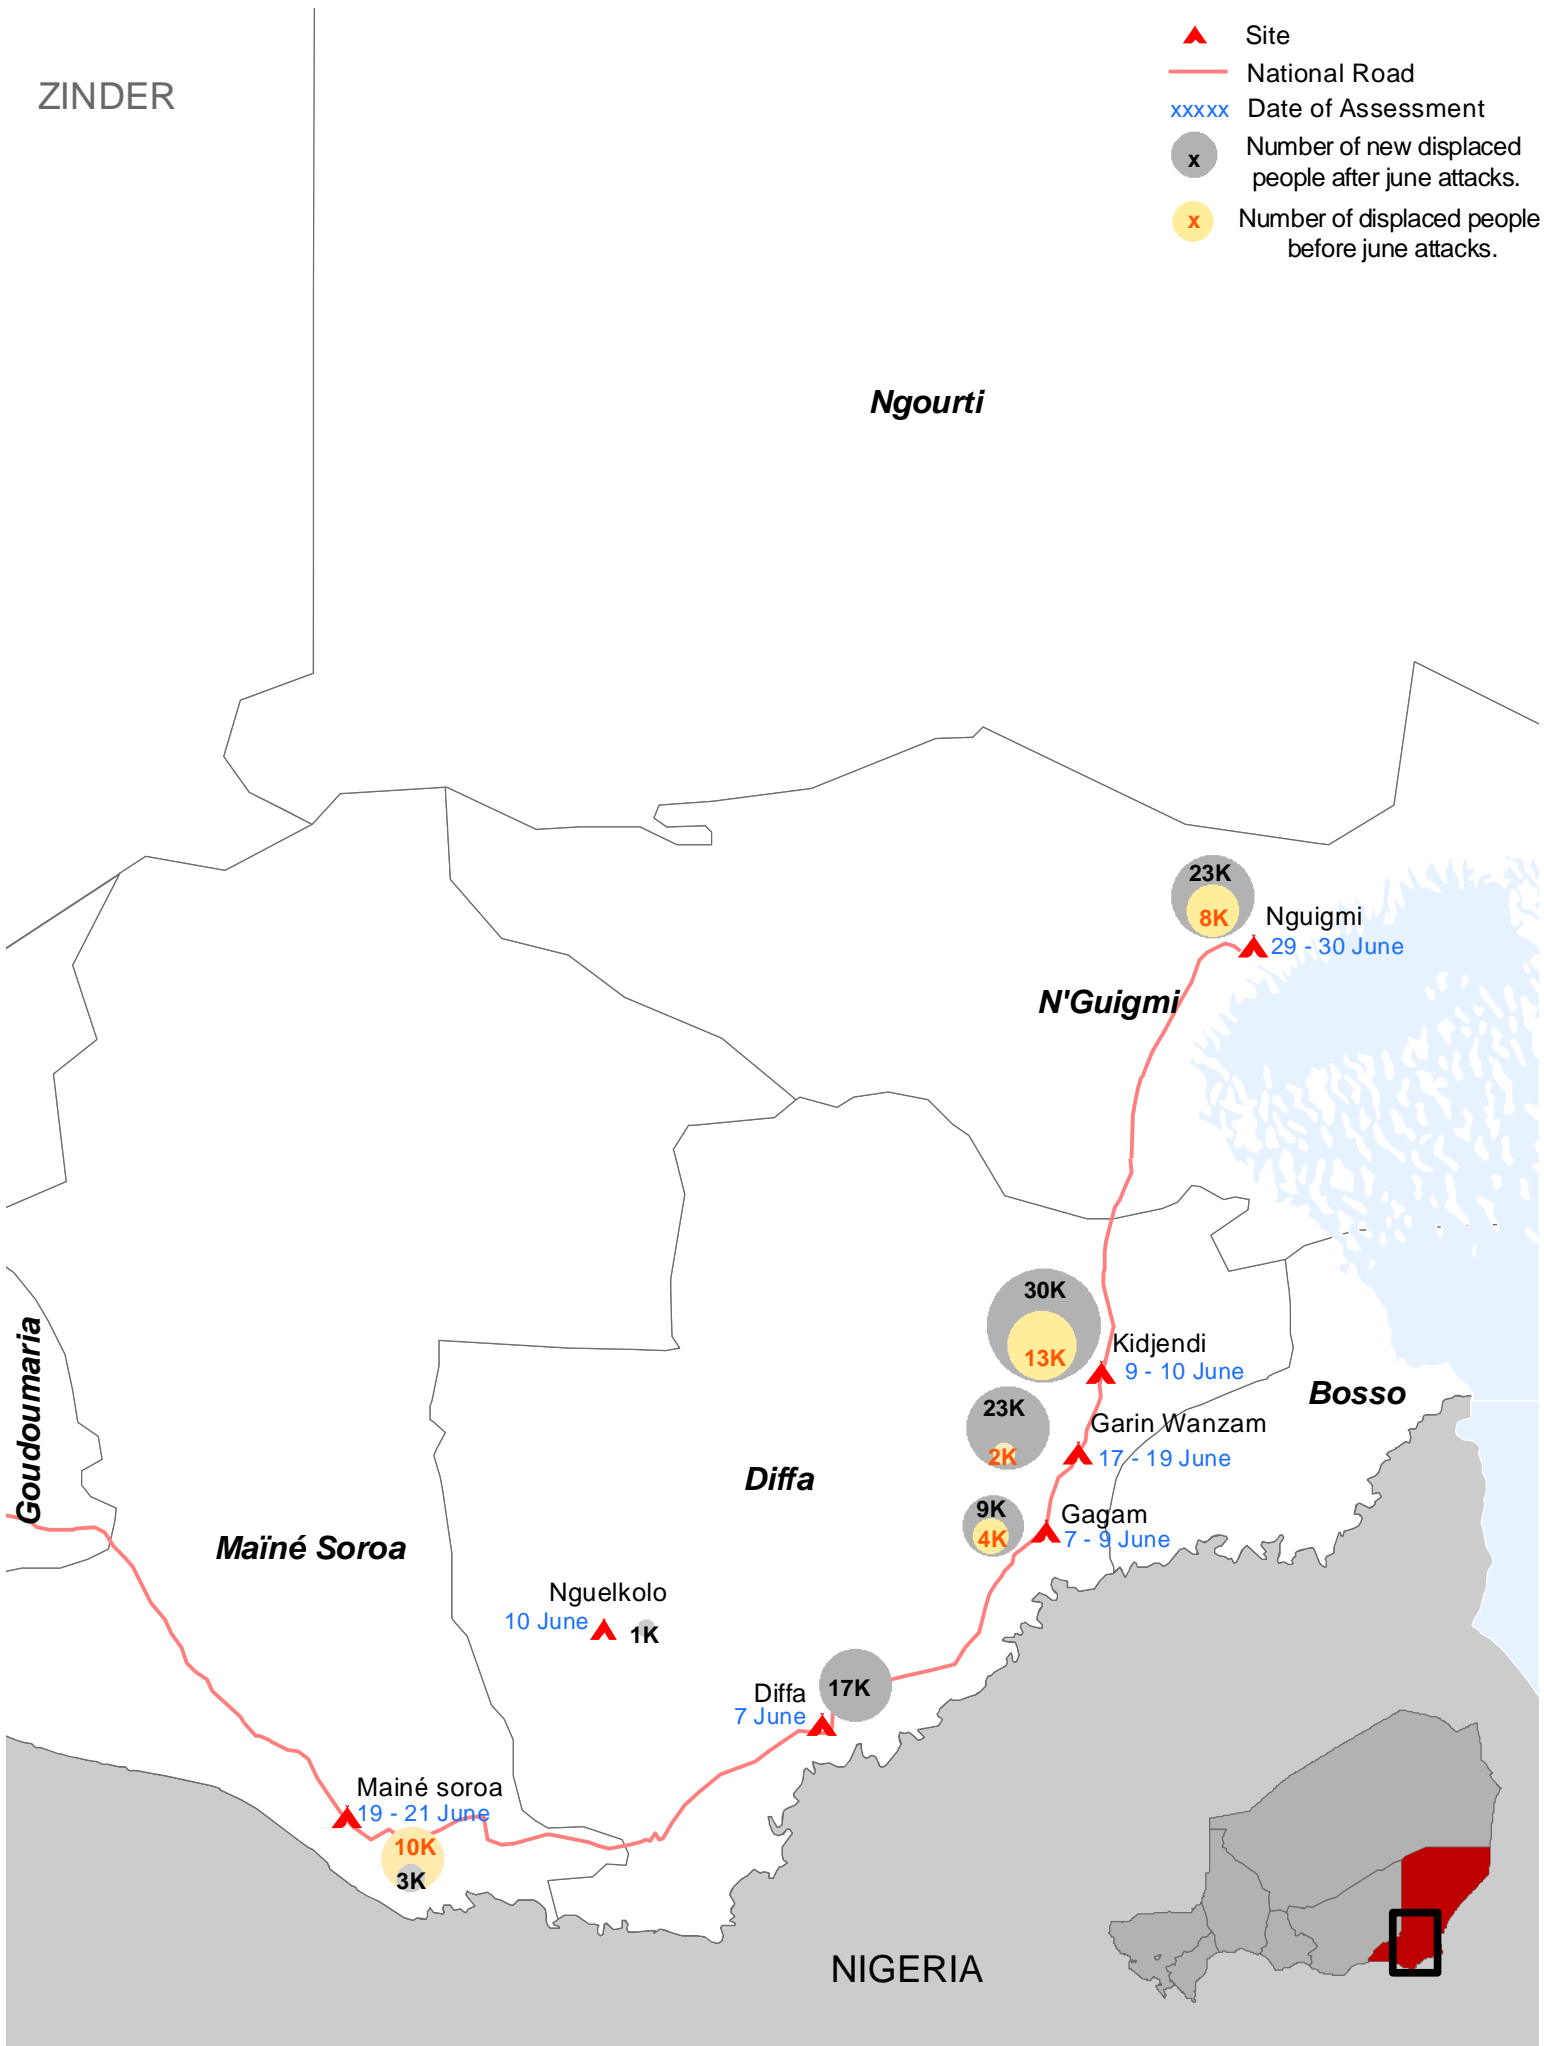 ZINDER
Site
National Road
xxxxx Date of Assessment
x
Number of new displaced
people after june attacks.
x
Number of displaced people
before june attacks.
Ngourti
23K
8K
Nguigmi
29 - 30 June
N'Guigmi
30K
13K
Kidjendi
9 - 10 June
Bosso
23K
2K
Garin Wanzam
17 - 19 June
Goudoumaria
Diffa
9K
4K
Gagam
7 - 9 June
Maïné Soroa
Nguelkolo
10 June
1K
Diffa
7 June
17K
Mainé soroa
19 - 21 June
10K
3K
NIGERIA